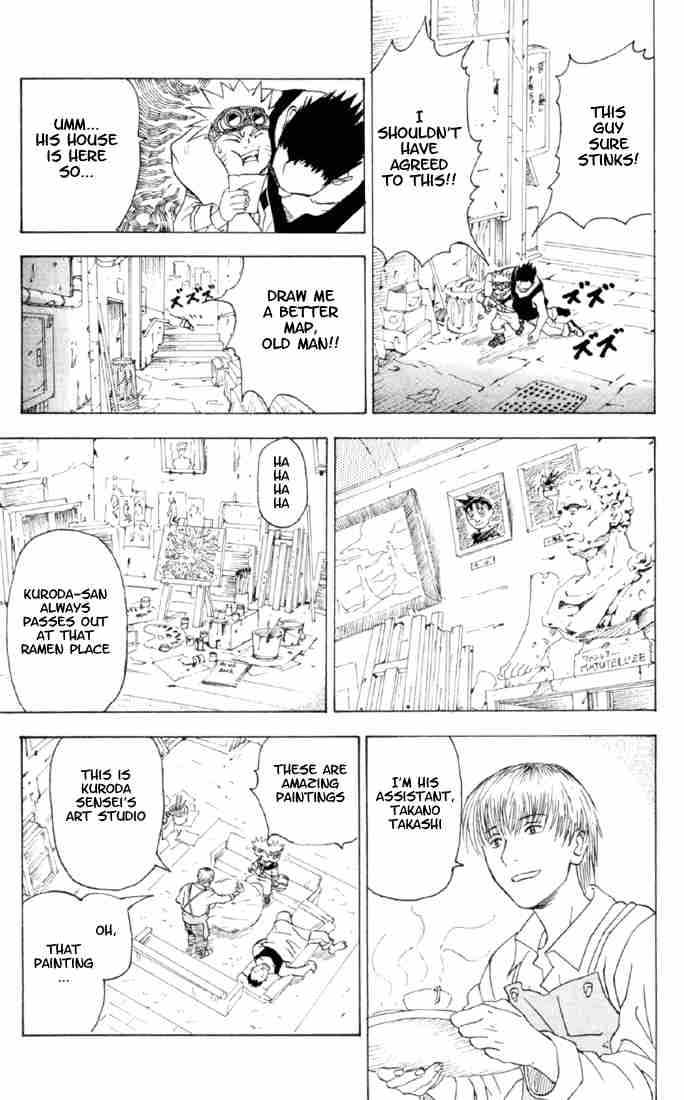 THIS
GUY
SURE
STINKS!
I
SHOULDN'T
HAVE
AGREED
TO THIS!!
ズズ
ズズ
UMM...
HIS HOUSE
IS HERE
SO...
DRAW ME
A BETTER
MAP,
OLD MAN!!
ズズズ
HA
HA
HA
HA
KURODA-SAN
ALWAYS
PASSES OUT
AT THAT
RAMEN PLACE
I'M HIS
ASSISTANT,
TAKANO
TAKASHI
THESE ARE
AMAZING
PAINTINGS
THIS IS
KURODA
SENSEI'S
ART STUDIO
OH,
THAT
PAINTING
...